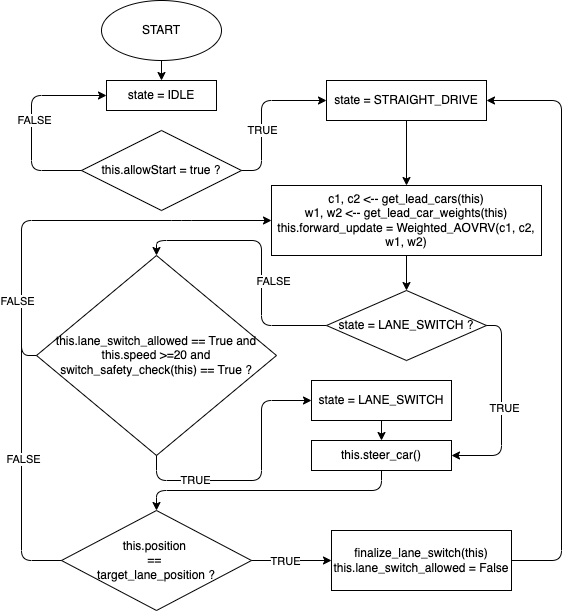 START
state = IDLE
FALSE
this.allowStart = true ?
TRUE
state = STRAIGHT_DRIVE
c1, c2 <-- get_lead_cars(this)
w1, w2 <-- get_lead_car_weights(this)
this.forward_update = Weighted_AOVRV(c1, c2,
w1, w2)
state = LANE_SWITCH ?
FALSE
TRUE
this.lane_switch_allowed == True and
this.speed >=20 and
switch_safety_check(this) == True ?
FALSE
TRUE
state = LANE_SWITCH
this.steer_car()
this.position
==
target_lane_position ?
FALSE
TRUE
finalize_lane_switch(this)
this.lane_switch_allowed = False